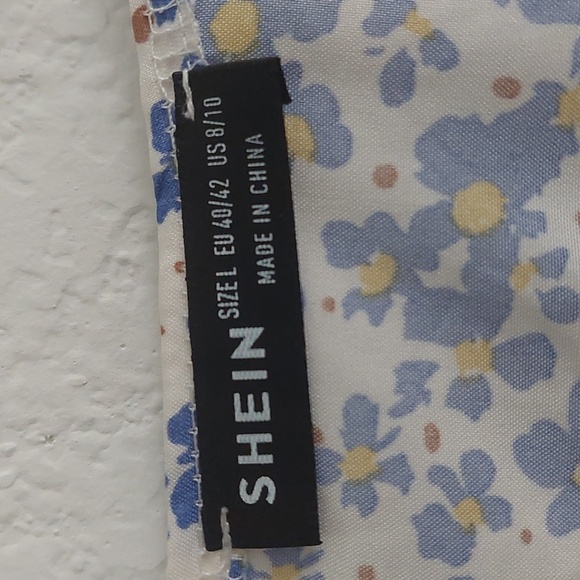 SHEIN
SIZE L EU 40/42 US 8/10
MADE IN CHINA